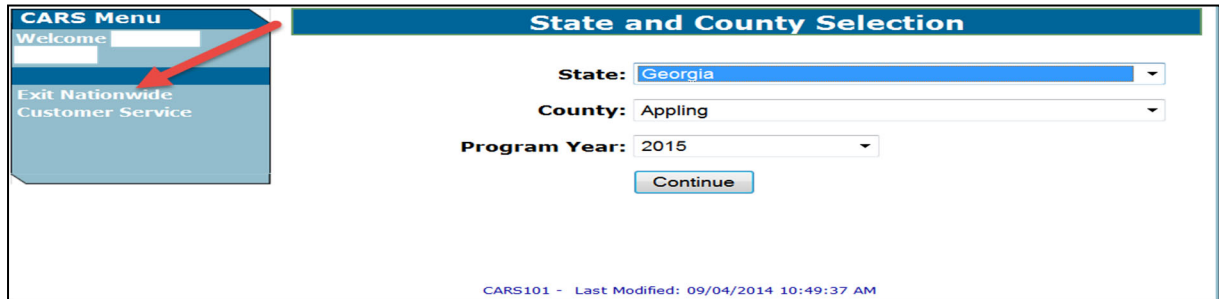 CARS Menu
Welcome
Exit Nationwide
Customer Service
State and County Selection
State: Georgia
County: Appling
Program Year: 2015
Continue
CARS101 - Last Modified: 09/04/2014 10:49:37 AM